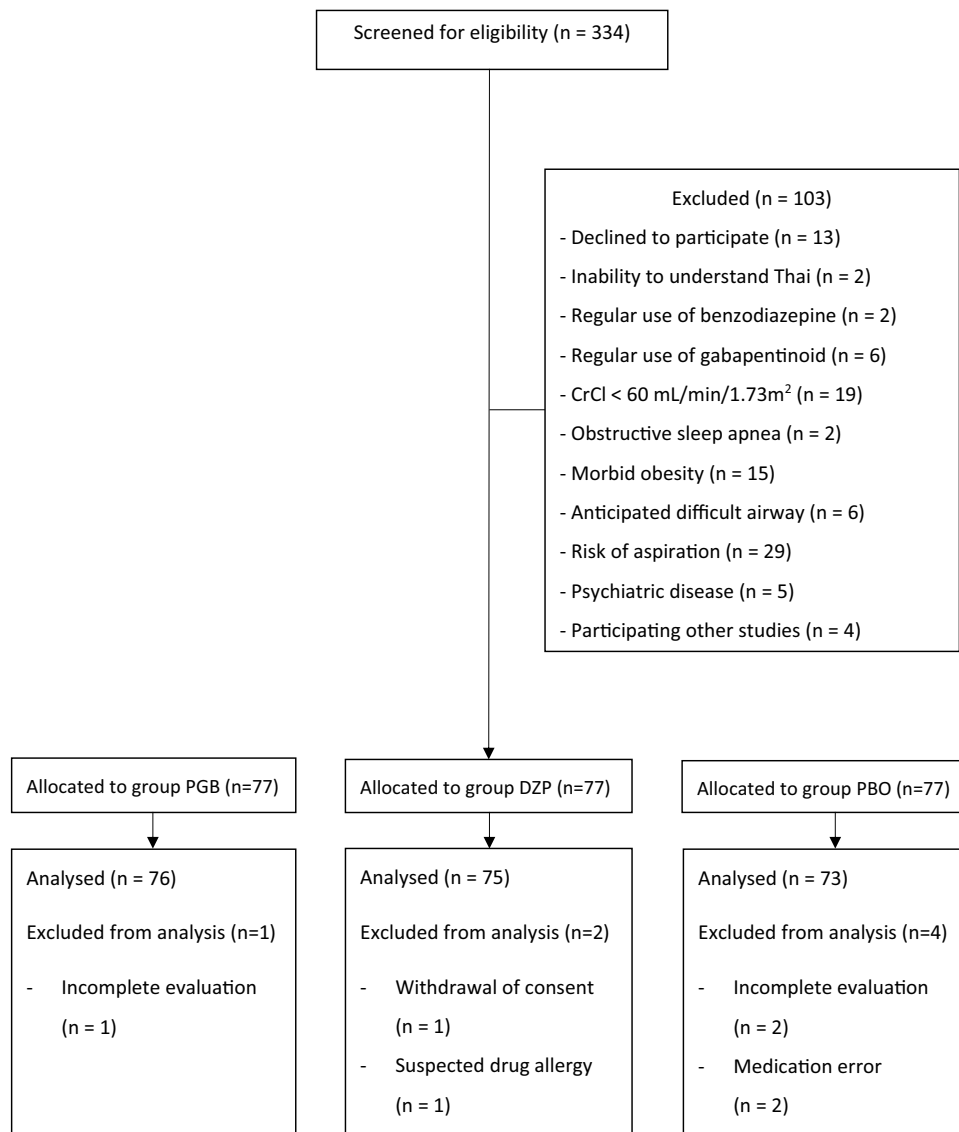 Screened for eligibility (n = 334)
Excluded (n = 103)
- Declined to participate (n = 13)
- Inability to understand Thai (n = 2)
- Regular use of benzodiazepine (n = 2)
- Regular use of gabapentinoid (n = 6)
- CrCl < 60 mL/min/1.73m² (n = 19)
- Obstructive sleep apnea (n = 2)
- Morbid obesity (n = 15)
- Anticipated difficult airway (n = 6)
- Risk of aspiration (n = 29)
- Psychiatric disease (n = 5)
- Participating other studies (n = 4)
Allocated to group PGB (n=77)
Analysed (n = 76)
Excluded from analysis (n=1)
- Incomplete evaluation
(n = 1)
Allocated to group DZP (n=77)
Analysed (n = 75)
Excluded from analysis (n=2)
- Withdrawal of consent
(n = 1)
- Suspected drug allergy
(n = 1)
Allocated to group PBO (n=77)
Analysed (n = 73)
Excluded from analysis (n=4)
- Incomplete evaluation
(n = 2)
- Medication error
(n = 2)